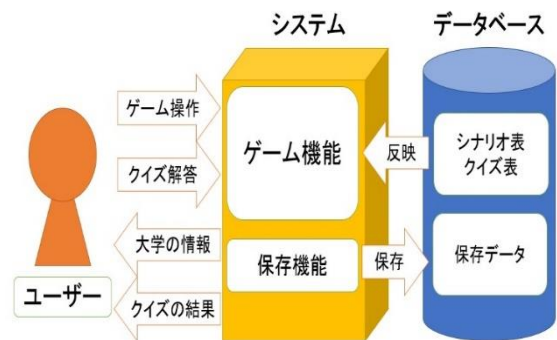 システム
データベース
ゲーム操作
クイズ解答
大学の情報
クイズの結果
ユーザー
ゲーム機能
保存機能
反映
保存
シナリオ表
クイズ表
保存データ